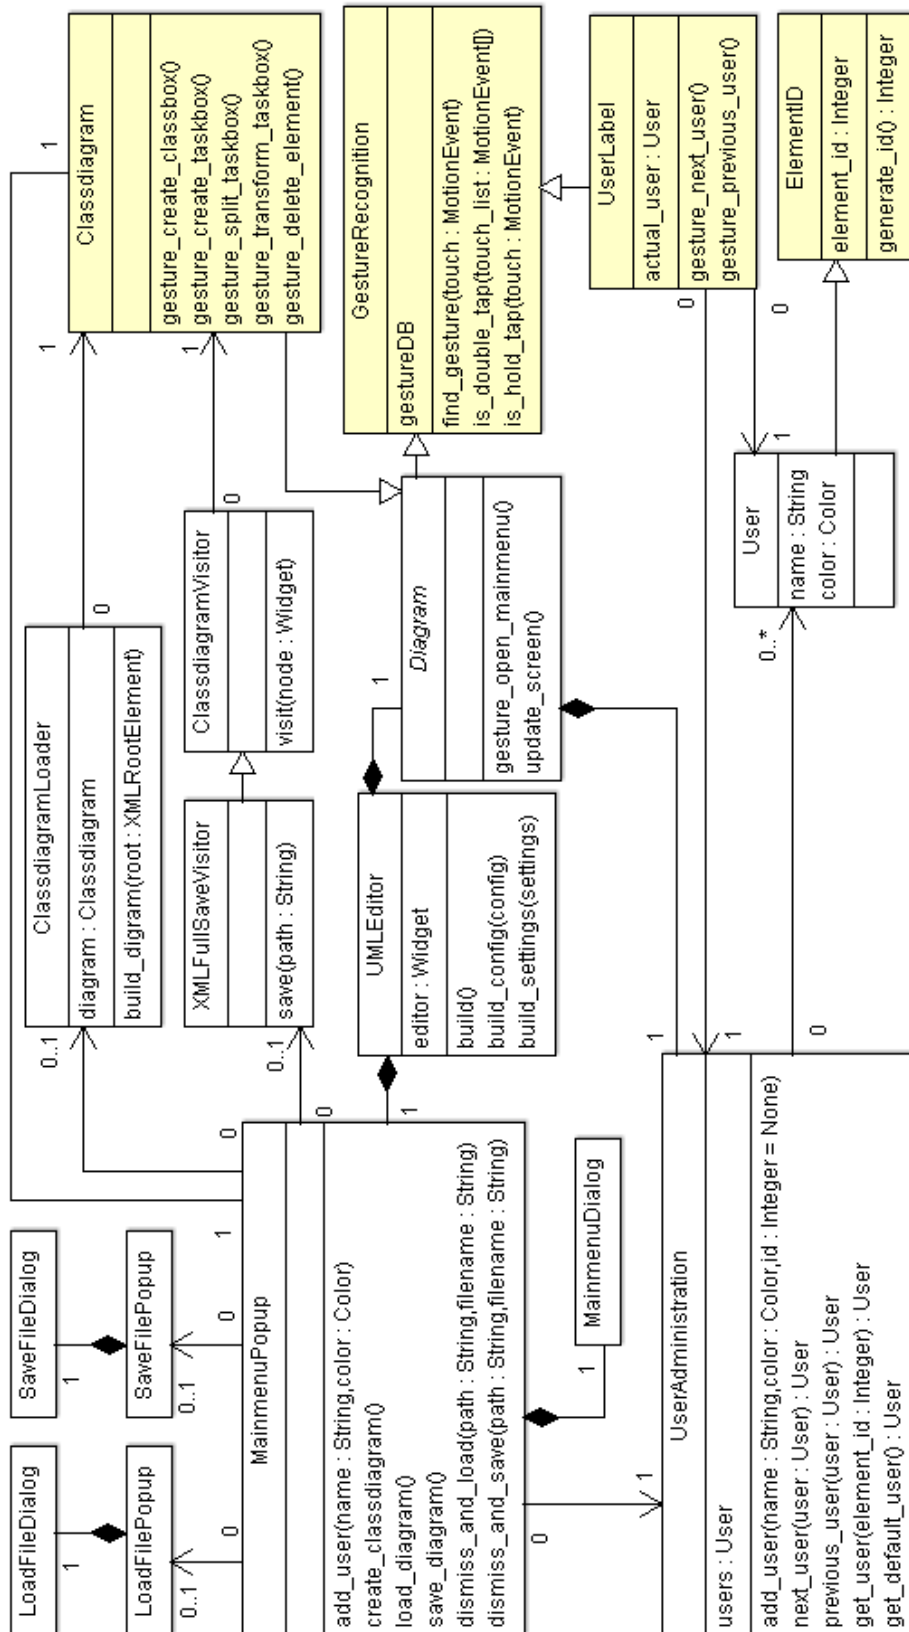 LoadFileDialog
1
LoadFilePopup
0..1
0
SaveFileDialog
1
SaveFilePopup
0..1
0
1
MainmenuPopup
add_user(name : String,color : Color)
create_classdiagram()
load_diagram()
save_diagram()
dismiss_and_load(path : String,filename : String)
dismiss_and_save(path : String,filename : String)
0
0
1
0
1
1
MainmenuDialog
UserAdministration
users : User
add_user(name : String,color : Color,id : Integer = None)
next_user(user : User) : User
previous_user(user : User) : User
get_user(element_id : Integer) : User
get_default_user() : User
1
1
0
ClassdiagramLoader
diagram : Classdiagram
build_digram(root : XMLRootElement)
0..1
0
XMLFullSaveVisitor
save(path : String)
0..1
ClassdiagramVisitor
visit(node : Widget)
0
UMLEditor
editor : Widget
build()
build_config(config)
build_settings(settings)
1
Diagram
gesture_open_mainmenu()
update_screen()
Classdiagram
gesture_create_classbox()
gesture_create_taskbox()
gesture_split_taskbox()
gesture_transform_taskbox()
gesture_delete_element()
1
1
1
GestureRecognition
gestureDB
find_gesture(touch : MotionEvent)
is_double_tap(touch_list : MotionEvent[])
is_hold_tap(touch : MotionEvent)
UserLabel
actual_user : User
gesture_next_user()
gesture_previous_user()
0
0
User
name : String
color : Color
1
0..*
ElementID
element_id : Integer
generate_id() : Integer